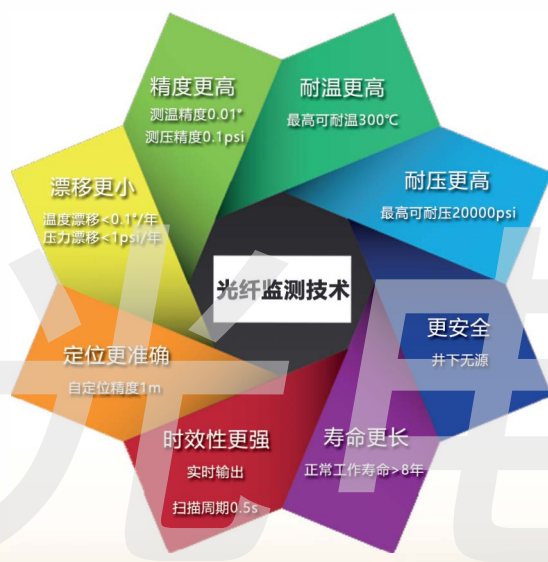 精度更高
测温精度0.01°
测压精度0.1psi
耐温更高
最高可耐温300℃
耐压更高
最高可耐压20000psi
更安全
井下无源
寿命更长
正常工作寿命>8年
时效性更强
实时输出
扫描周期0.5s
定位更准确
自定位精度1m
漂移更小
温度漂移<0.1°/年
压力漂移<1psi/年
光纤监测技术
光电